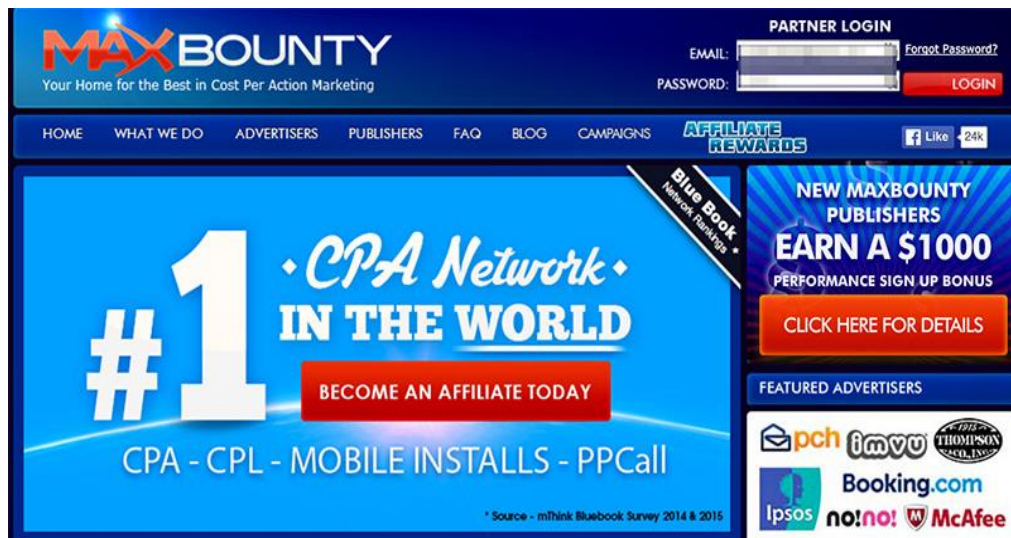 MAXBOUNTY
Your Home for the Best in Cost Per Action Marketing
PARTNER LOGIN
EMAIL:
Forgot Password?
PASSWORD:
LOGIN
HOME WHAT WE DO ADVERTISERS PUBLISHERS FAQ BLOG CAMPAIGNS AFFILIATE REWARDS
f Like 24k
Blue Book *
Network Rankings
#1 CPA Network
IN THE WORLD
BECOME AN AFFILIATE TODAY
CPA - CPL - MOBILE INSTALLS - PPCall
* Source - mThink Bluebook Survey 2014 & 2015
NEW MAXBOUNTY
PUBLISHERS
EARN A $1000
PERFORMANCE SIGN UP BONUS
CLICK HERE FOR DETAILS
FEATURED ADVERTISERS
pch imvu 1915 THOMPSON & CO., INC.
Ipsos Booking.com
no!no! McAfee